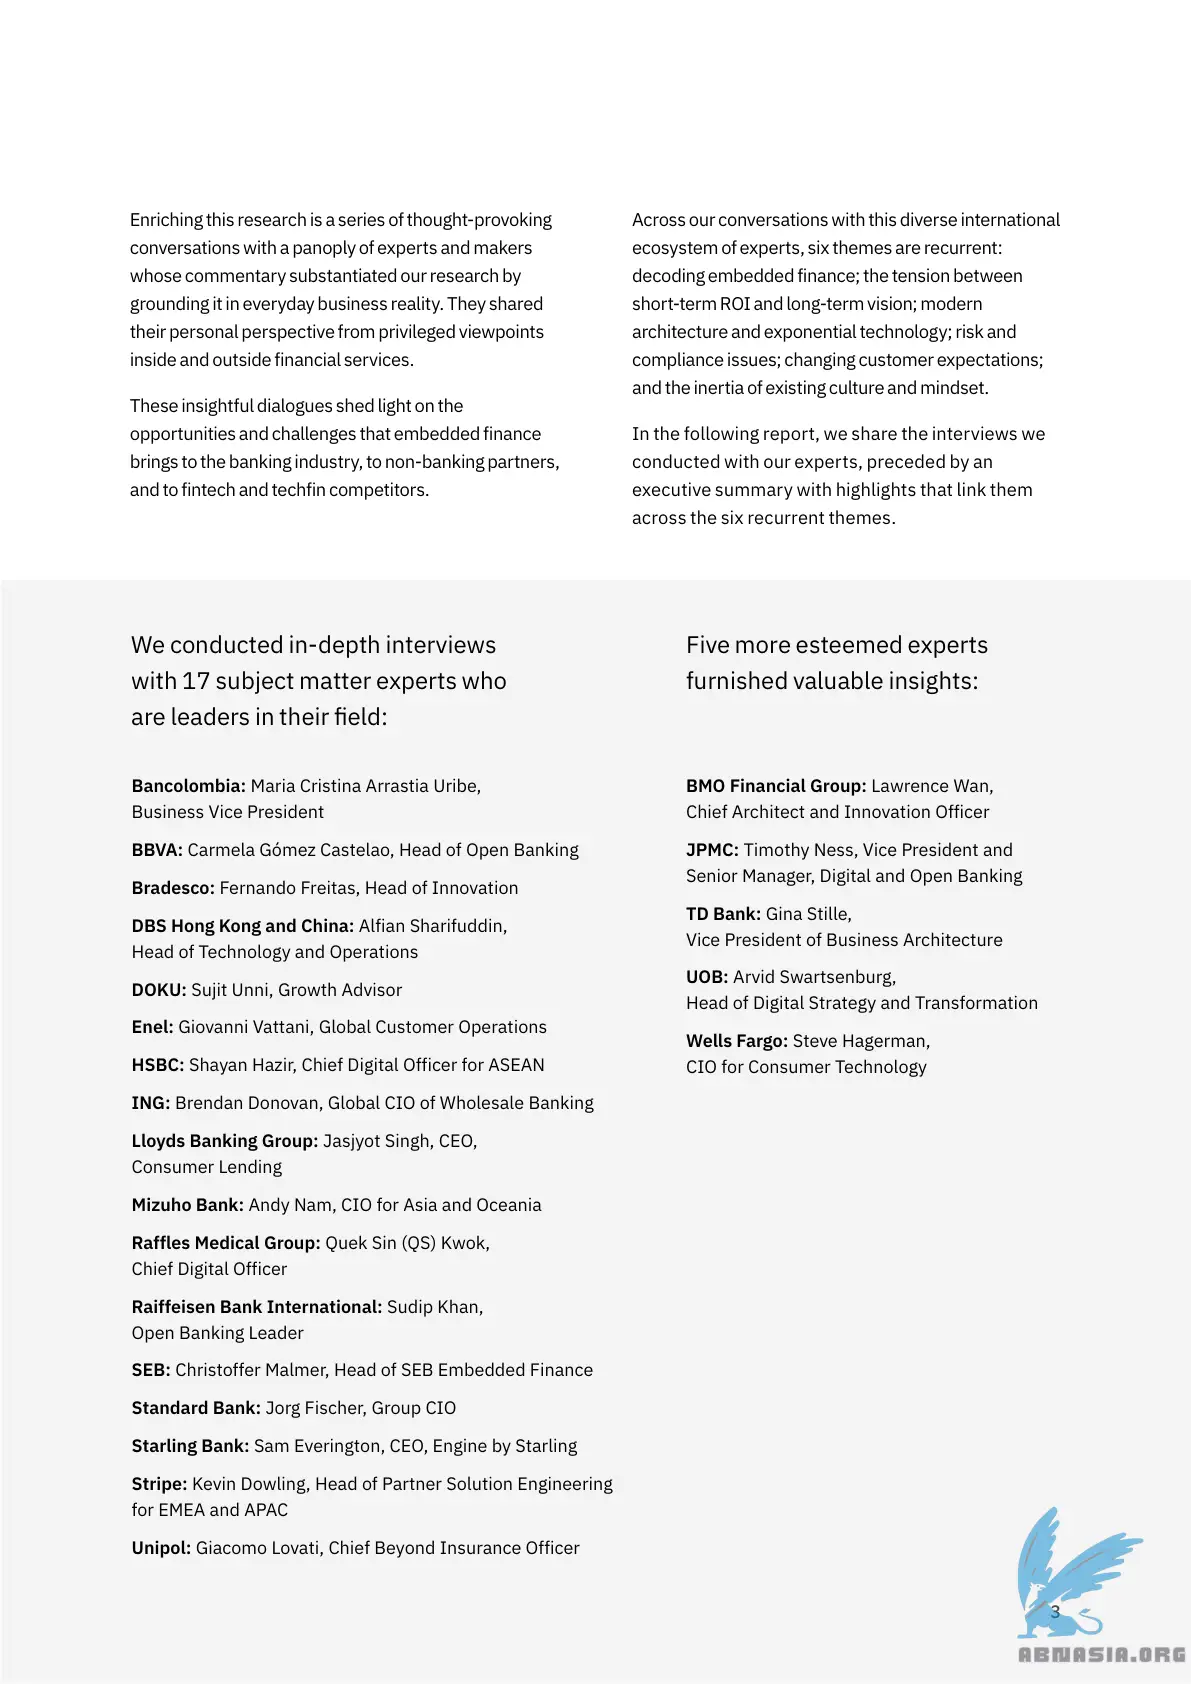 Enriching this research is a series of thought-provoking
conversations with a panoply of experts and makers
whose commentary substantiated our research by
grounding it in everyday business reality. They shared
their personal perspective from privileged viewpoints
inside and outside financial services.
These insightful dialogues shed light on the
opportunities and challenges that embedded finance
brings to the banking industry, to non-banking partners,
and to fintech and techfin competitors.
Across our conversations with this diverse international
ecosystem of experts, six themes are recurrent:
decoding embedded finance; the tension between
short-term ROI and long-term vision; modern
architecture and exponential technology; risk and
compliance issues; changing customer expectations;
and the inertia of existing culture and mindset.
In the following report, we share the interviews we
conducted with our experts, preceded by an
executive summary with highlights that link them
across the six recurrent themes.
We conducted in-depth interviews
with 17 subject matter experts who
are leaders in their field:
Bancolombia: Maria Cristina Arrastia Uribe,
Business Vice President
BBVA: Carmela Gómez Castelao, Head of Open Banking
Bradesco: Fernando Freitas, Head of Innovation
DBS Hong Kong and China: Alfian Sharifuddin,
Head of Technology and Operations
DOKU: Sujit Unni, Growth Advisor
Enel: Giovanni Vattani, Global Customer Operations
HSBC: Shayan Hazir, Chief Digital Officer for ASEAN
ING: Brendan Donovan, Global CIO of Wholesale Banking
Lloyds Banking Group: Jasjyot Singh, CEO,
Consumer Lending
Mizuho Bank: Andy Nam, CIO for Asia and Oceania
Raffles Medical Group: Quek Sin (QS) Kwok,
Chief Digital Officer
Raiffeisen Bank International: Sudip Khan,
Open Banking Leader
SEB: Christoffer Malmer, Head of SEB Embedded Finance
Standard Bank: Jorg Fischer, Group CIO
Starling Bank: Sam Everington, CEO, Engine by Starling
Stripe: Kevin Dowling, Head of Partner Solution Engineering
for EMEA and APAC
Unipol: Giacomo Lovati, Chief Beyond Insurance Officer
Five more esteemed experts
furnished valuable insights:
BMO Financial Group: Lawrence Wan,
Chief Architect and Innovation Officer
JPMC: Timothy Ness, Vice President and
Senior Manager, Digital and Open Banking
TD Bank: Gina Stille,
Vice President of Business Architecture
UOB: Arvid Swartsenburg,
Head of Digital Strategy and Transformation
Wells Fargo: Steve Hagerman,
CIO for Consumer Technology
3
ABNASIA.ORG